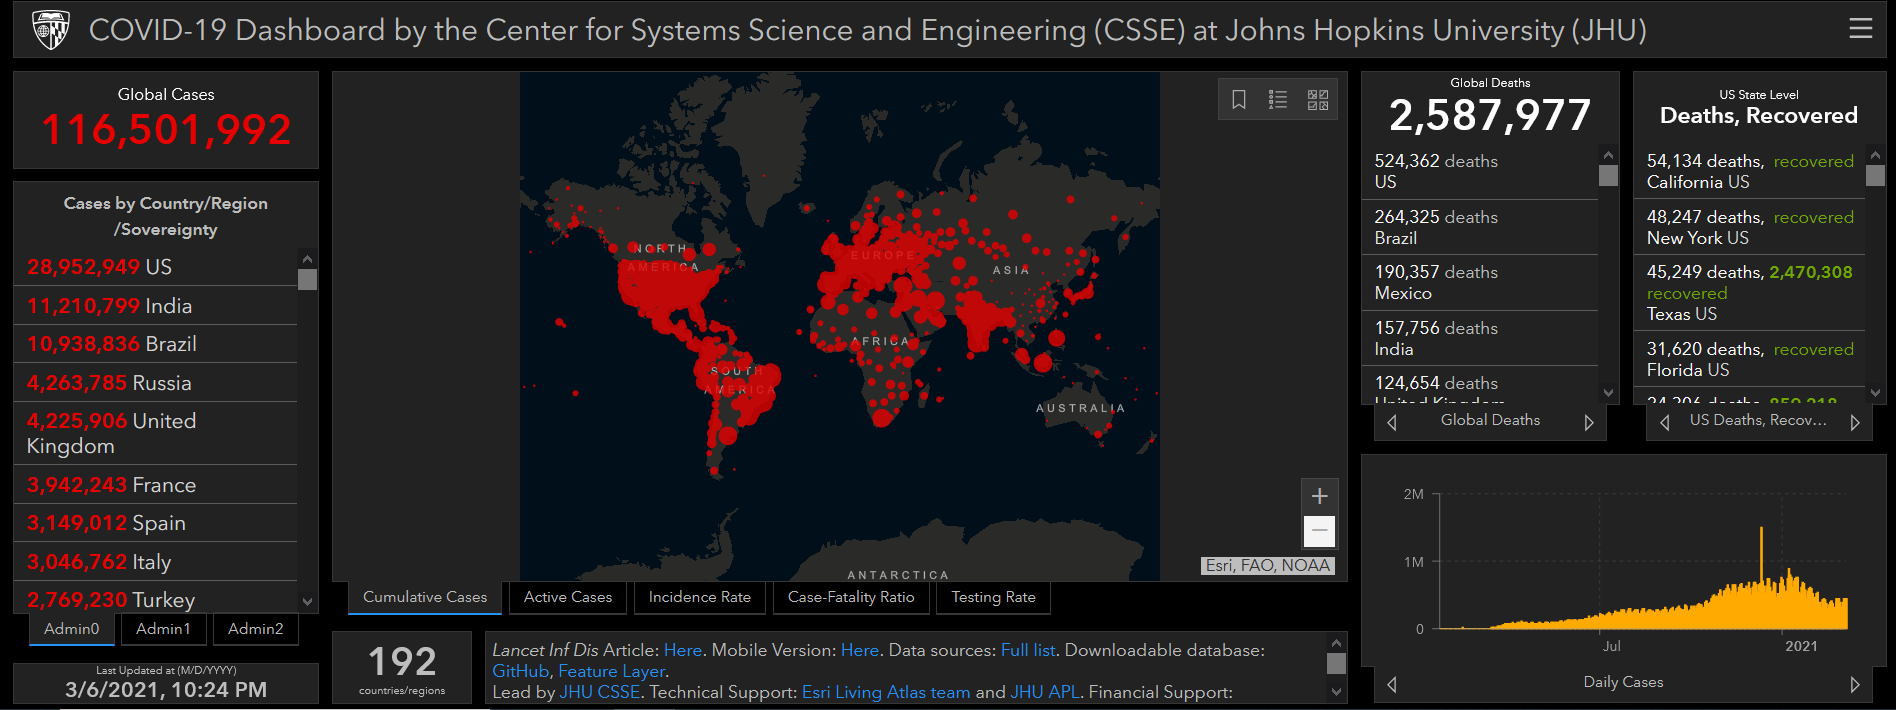 COVID-19 Dashboard by the Center for Systems Science and Engineering (CSSE) at Johns Hopkins University (JHU)
Global Cases
116,501,992
Cases by Country/Region
/Sovereignty
28,952,949 US
11,210,799 India
10,938,836 Brazil
4,263,785 Russia
4,225,906 United
Kingdom
3,942,243 France
3,149,012 Spain
3,046,762 Italy
2,769,230 Turkey
Admin0 Admin1 Admin2
Last Updated at (M/D/YYYY)
3/6/2021, 10:24 PM
NORTH
AMERICA
EUROPE
ASIA
AFRICA
SOUTH
AMERICA
AUSTRALIA
ANTARCTICA
+
−
Esri, FAO, NOAA
Cumulative Cases Active Cases Incidence Rate Case-Fatality Ratio Testing Rate
192
countries/regions
Lancet Inf Dis Article: Here. Mobile Version: Here. Data sources: Full list. Downloadable database:
GitHub, Feature Layer.
Lead by JHU CSSE. Technical Support: Esri Living Atlas team and JHU APL. Financial Support:
Global Deaths
2,587,977
524,362 deaths
US
264,325 deaths
Brazil
190,357 deaths
Mexico
157,756 deaths
India
124,654 deaths
United Kingdom
Global Deaths
US State Level
Deaths, Recovered
54,134 deaths, recovered
California US
48,247 deaths, recovered
New York US
45,249 deaths, 2,470,308
recovered
Texas US
31,620 deaths, recovered
Florida US
deaths,
US Deaths, Recov...
2M
1M
0
Jul 2021
Daily Cases